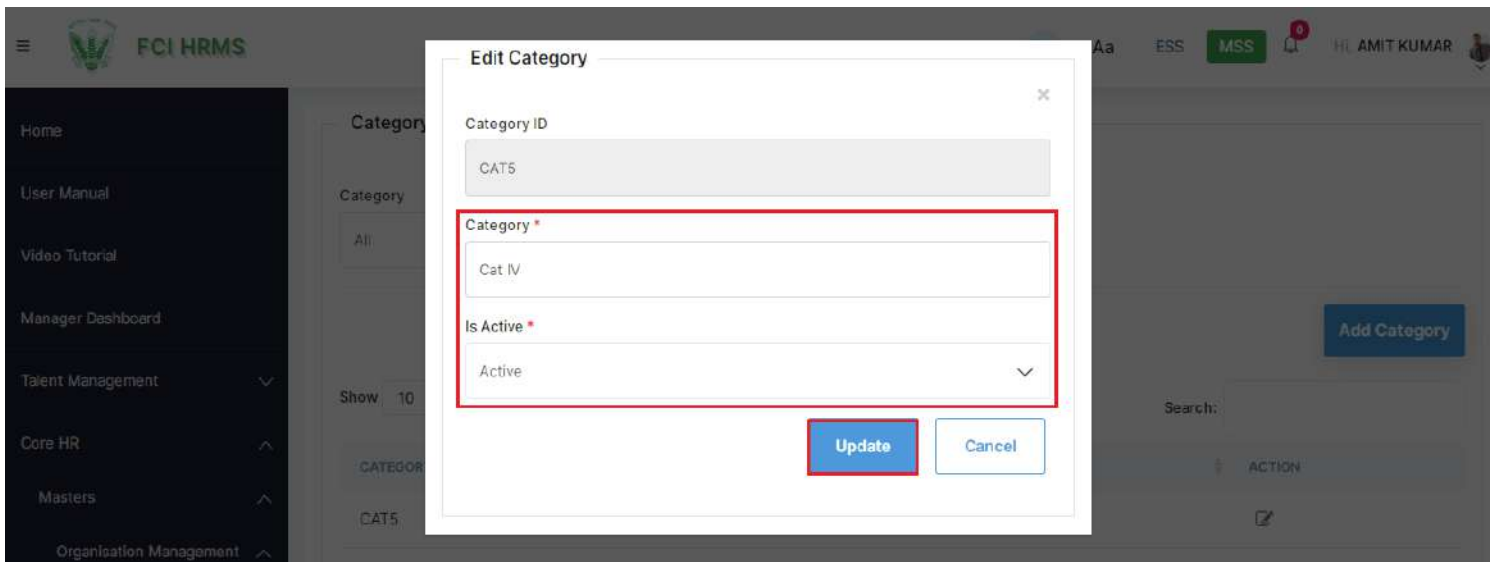 FCI HRMS
Aa
ESS
MSS
0
Hi, AMIT KUMAR
Home
User Manual
Video Tutorial
Manager Dashboard
Talent Management
Core HR
Masters
Organisation Management
Category
Category
All
Add Category
Show 10
Search:
CATEGOR
ACTION
CAT5
Edit Category
×
Category ID
CAT5
Category *
Cat IV
Is Active *
Active
Update
Cancel